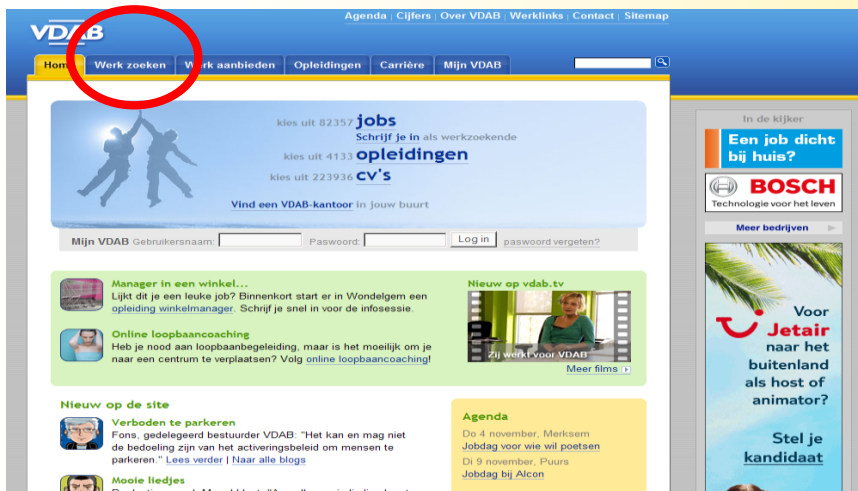 Agenda | Cijfers | Over VDAB | Werklinks | Contact | Sitemap
VDAB
Home Werk zoeken Werk aanbieden Opleidingen Carrière Mijn VDAB
kies uit 82357 jobs
Schrijf je in als werkzoekende
kies uit 4133 opleidingen
kies uit 223936 cv's
Vind een VDAB-kantoor in jouw buurt
Mijn VDAB Gebruikersnaam: Paswoord: Log in paswoord vergeten?
Manager in een winkel...
Lijkt dit je een leuke job? Binnenkort start er in Wondelgem een
opleiding winkelmanager. Schrijf je snel in voor de
infosessie.
Online loopbaancoaching
Heb je nood aan loopbaanbegeleiding, maar is het moeilijk om je
naar een centrum te verplaatsen? Volg online loopbaancoaching!
Nieuw op vdab.tv
Zij werkt voor VDAB
Meer films
Nieuw op de site
Verboden te parkeren
Fons, gedelegeerd bestuurder VDAB: "Het kan en mag niet
de bedoeling zijn van het activeringsbeleid om mensen te
parkeren." Lees verder | Naar alle blogs
Mooie liedjes
Agenda
Do 4 november, Merksem
Jobdag voor wie wil poetsen
Di 9 november, Puurs
Jobdag bij Alcon
In de kijker
Een job dicht
bij huis?
BOSCH
Technologie voor het leven
Meer bedrijven
Voor
Jetair
naar het
buitenland
als host of
animator?
Stel je
kandidaat